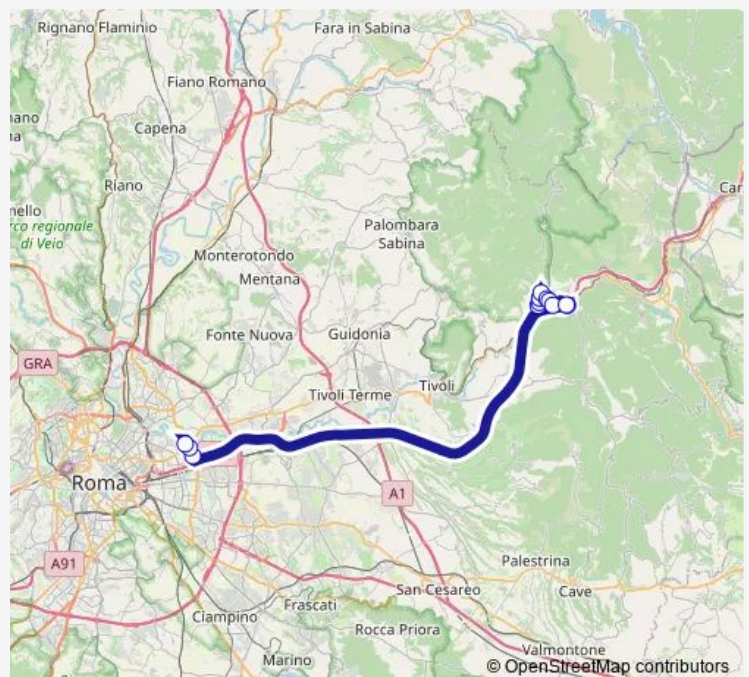 Rignano Flaminio
Fara in Sabina
Fiano Romano
Capena
Riano
rco regionale
di Veio
Palombara
Sabina
Monterotondo
Mentana
Fonte Nuova
Guidonia
GRA
Tivoli
Tivoli Terme
Roma
A1
A91
Palestrina
San Cesareo
Cave
Ciampino
Frascati
Rocca Priora
Valmontone
Marino
© OpenStreetMap contributors